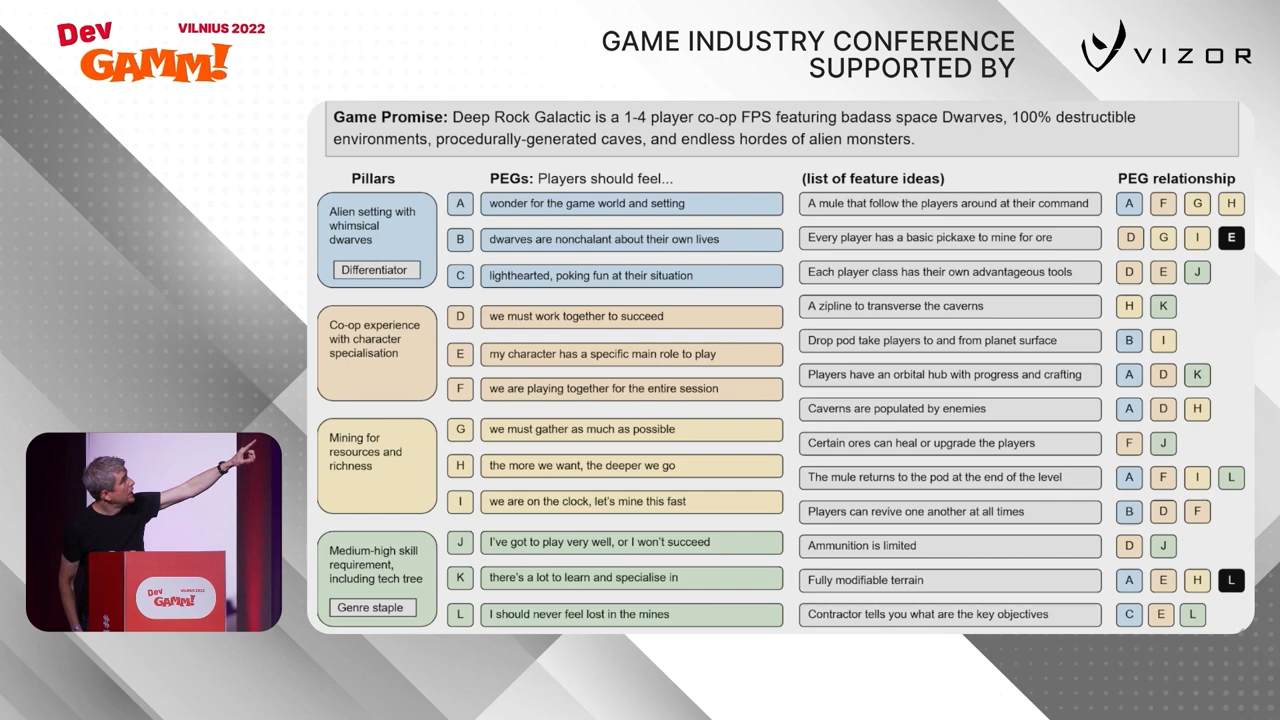 Dev
GAMM!
VILNIUS 2022
GAME INDUSTRY CONFERENCE
SUPPORTED BY
VIZOR
Game Promise: Deep Rock Galactic is a 1-4 player co-op FPS featuring badass space Dwarves, 100% destructible
environments, procedurally-generated caves, and endless hordes of alien monsters.
Pillars
PEGs: Players should feel...
(list of feature ideas)
PEG relationship
Alien setting with
whimsical
dwarves
Differentiator
A wonder for the game world and setting
B dwarves are nonchalant about their own lives
C lighthearted, poking fun at their situation
Co-op experience
with character
specialisation
D we must work together to succeed
E my character has a specific main role to play
F we are playing together for the entire session
Mining for
resources and
richness
G we must gather as much as possible
H the more we want, the deeper we go
I we are on the clock, let's mine this fast
Medium-high skill
requirement,
including tech tree
Genre staple
J I've got to play very well, or I won't succeed
K there's a lot to learn and specialise in
L I should never feel lost in the mines
A mule that follow the players around at their command A F G H
Every player has a basic pickaxe to mine for ore D G I E
Each player class has their own advantageous tools D E J
A zipline to transverse the caverns H K
Drop pod take players to and from planet surface B I
Players have an orbital hub with progress and crafting A D K
Caverns are populated by enemies A D H
Certain ores can heal or upgrade the players F J
The mule returns to the pod at the end of the level A F I L
Players can revive one another at all times B D F
Ammunition is limited D J
Fully modifiable terrain A E H L
Contractor tells you what are the key objectives C E L
Dev
GAMM!
VILNIUS 2022